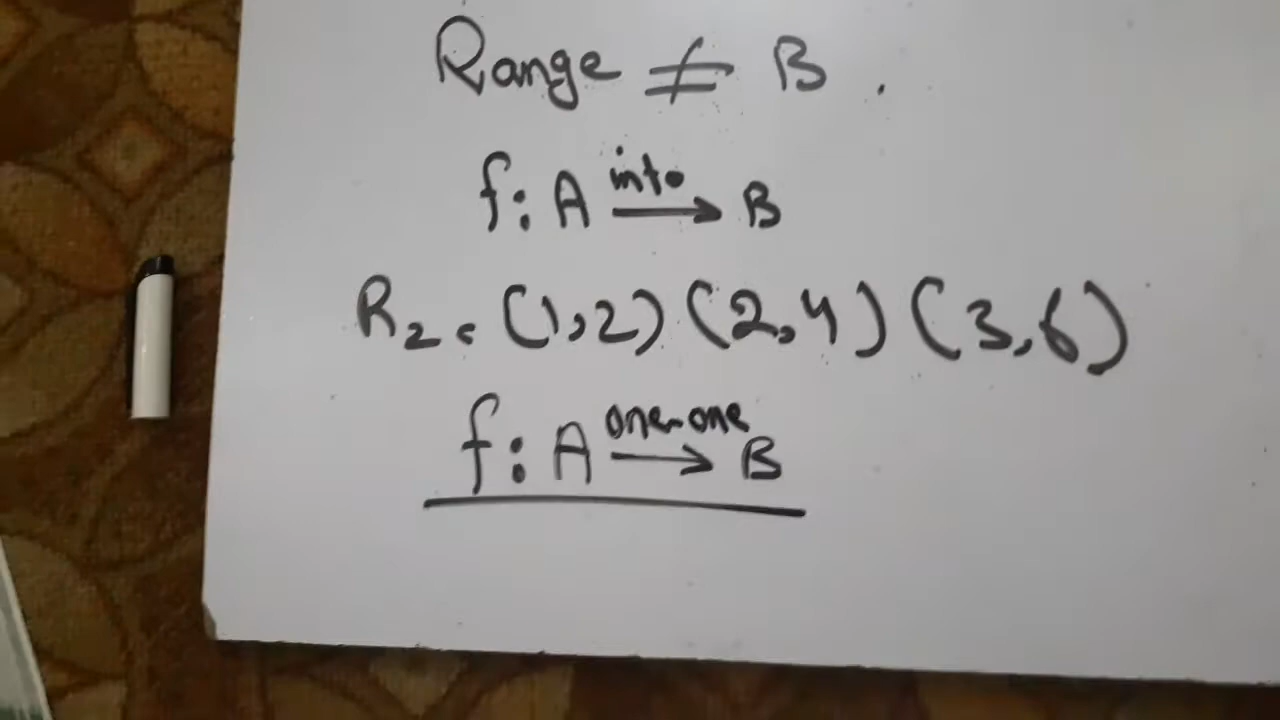 Range ≠ B .
f : A into → B
R₂ = (1,2) (2,4) (3,6)
f : A one-one → B